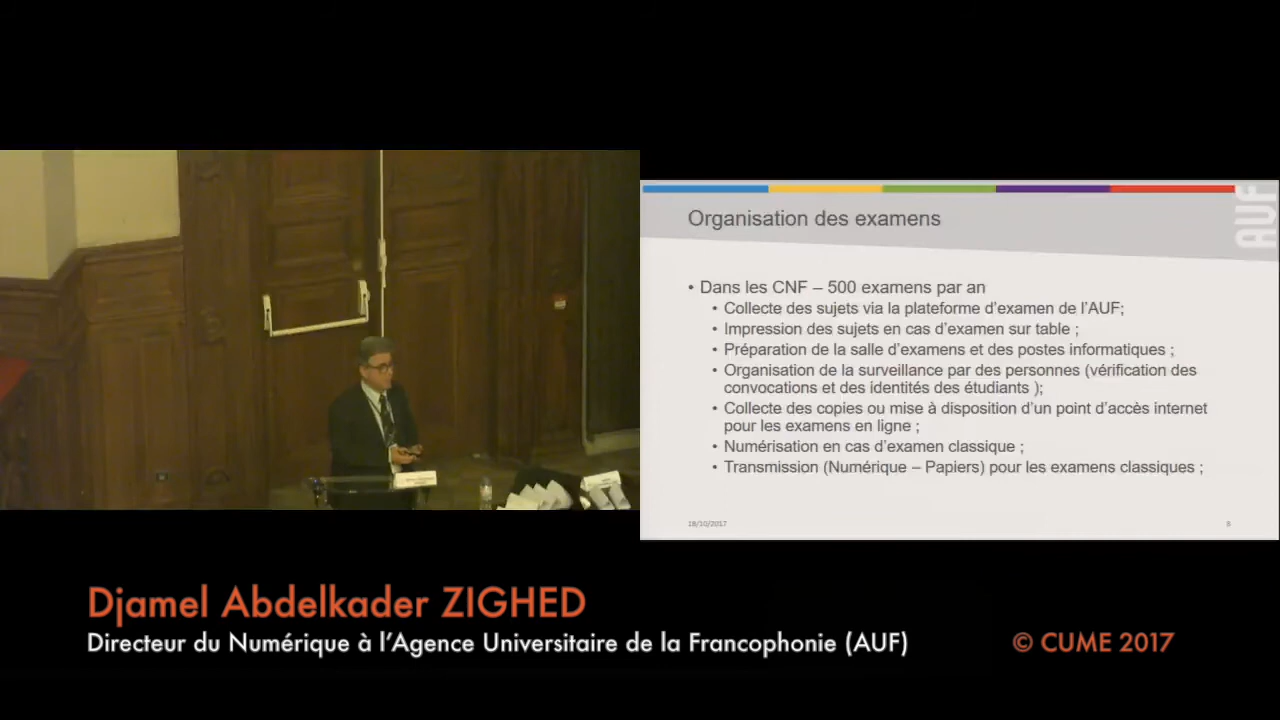 Organisation des examens
AUF
• Dans les CNF – 500 examens par an
• Collecte des sujets via la plateforme d'examen de l'AUF;
• Impression des sujets en cas d'examen sur table ;
• Préparation de la salle d'examens et des postes informatiques ;
• Organisation de la surveillance par des personnes (vérification des
convocations et des identités des étudiants );
• Collecte des copies ou mise à disposition d'un point d'accès internet
pour les examens en ligne ;
• Numérisation en cas d'examen classique ;
• Transmission (Numérique – Papiers) pour les examens classiques ;
18/10/2017
Djamel Abdelkader ZIGHED
Directeur du Numérique à l'Agence Universitaire de la Francophonie (AUF)
© CUME 2017